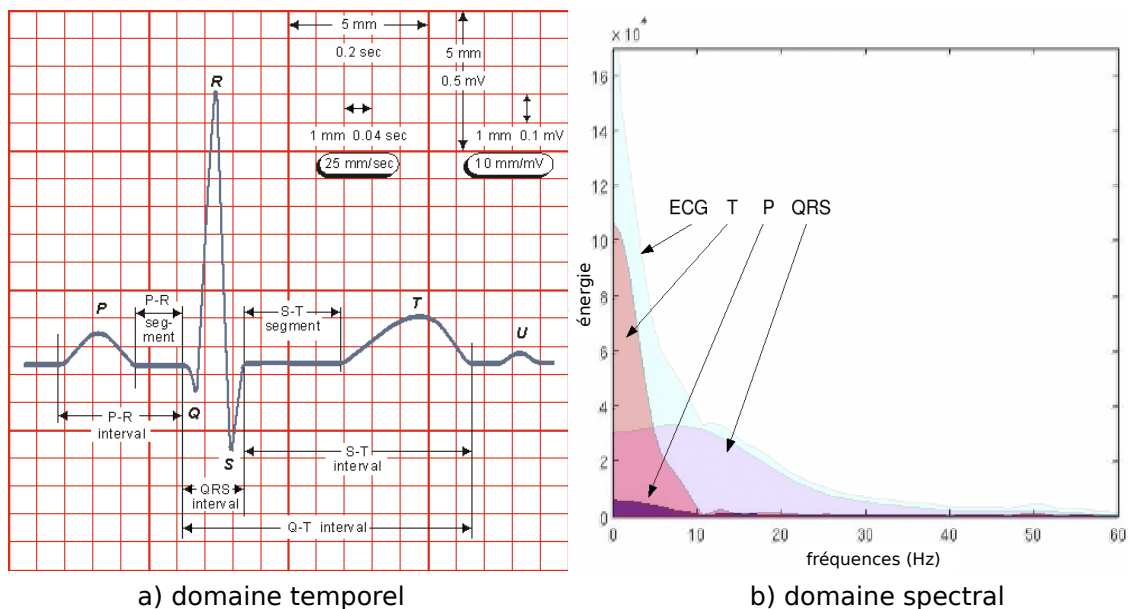 5 mm
0.2 sec
5 mm
0.5 mV
1 mm 0.04 sec
25 mm/sec
1 mm 0.1 mV
10 mm/mV
R
P
P-R
seg-
ment
S-T
segment
T
U
Q
S
P-R
interval
S-T
interval
QRS
interval
Q-T interval
a) domaine temporel
× 10⁴
16
14
12
10
8
6
4
2
0
énergie
ECG T P QRS
0 10 20 30 40 50 60
fréquences (Hz)
b) domaine spectral